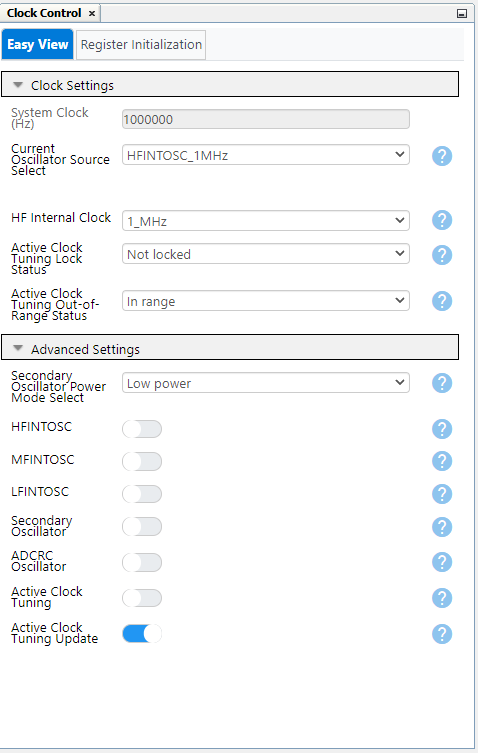 Clock Control ×
Easy View
Register Initialization
Clock Settings
System Clock
(Hz)
1000000
Current
Oscillator Source
Select
HFINTOSC_1MHz
?
HF Internal Clock
1_MHz
?
Active Clock
Tuning Lock
Status
Not locked
?
Active Clock
Tuning Out-of-
Range Status
In range
?
Advanced Settings
Secondary
Oscillator Power
Mode Select
Low power
?
HFINTOSC
?
MFINTOSC
?
LFINTOSC
?
Secondary
Oscillator
?
ADCRC
Oscillator
?
Active Clock
Tuning
?
Active Clock
Tuning Update
?